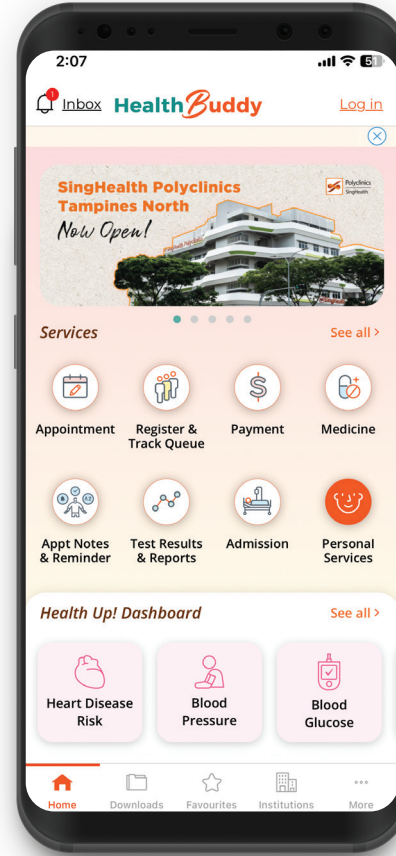 2:07
51
1
Inbox
HealthBuddy
Log in
SingHealth Polyclinics
Tampines North
Now Open!
Polyclinics
SingHealth
Services
See all >
Appointment
Register &
Track Queue
Payment
Medicine
Appt Notes
& Reminder
Test Results
& Reports
Admission
Personal
Services
Health Up! Dashboard
See all >
Heart Disease
Risk
Blood
Pressure
Blood
Glucose
Home
Downloads
Favourites
Institutions
More